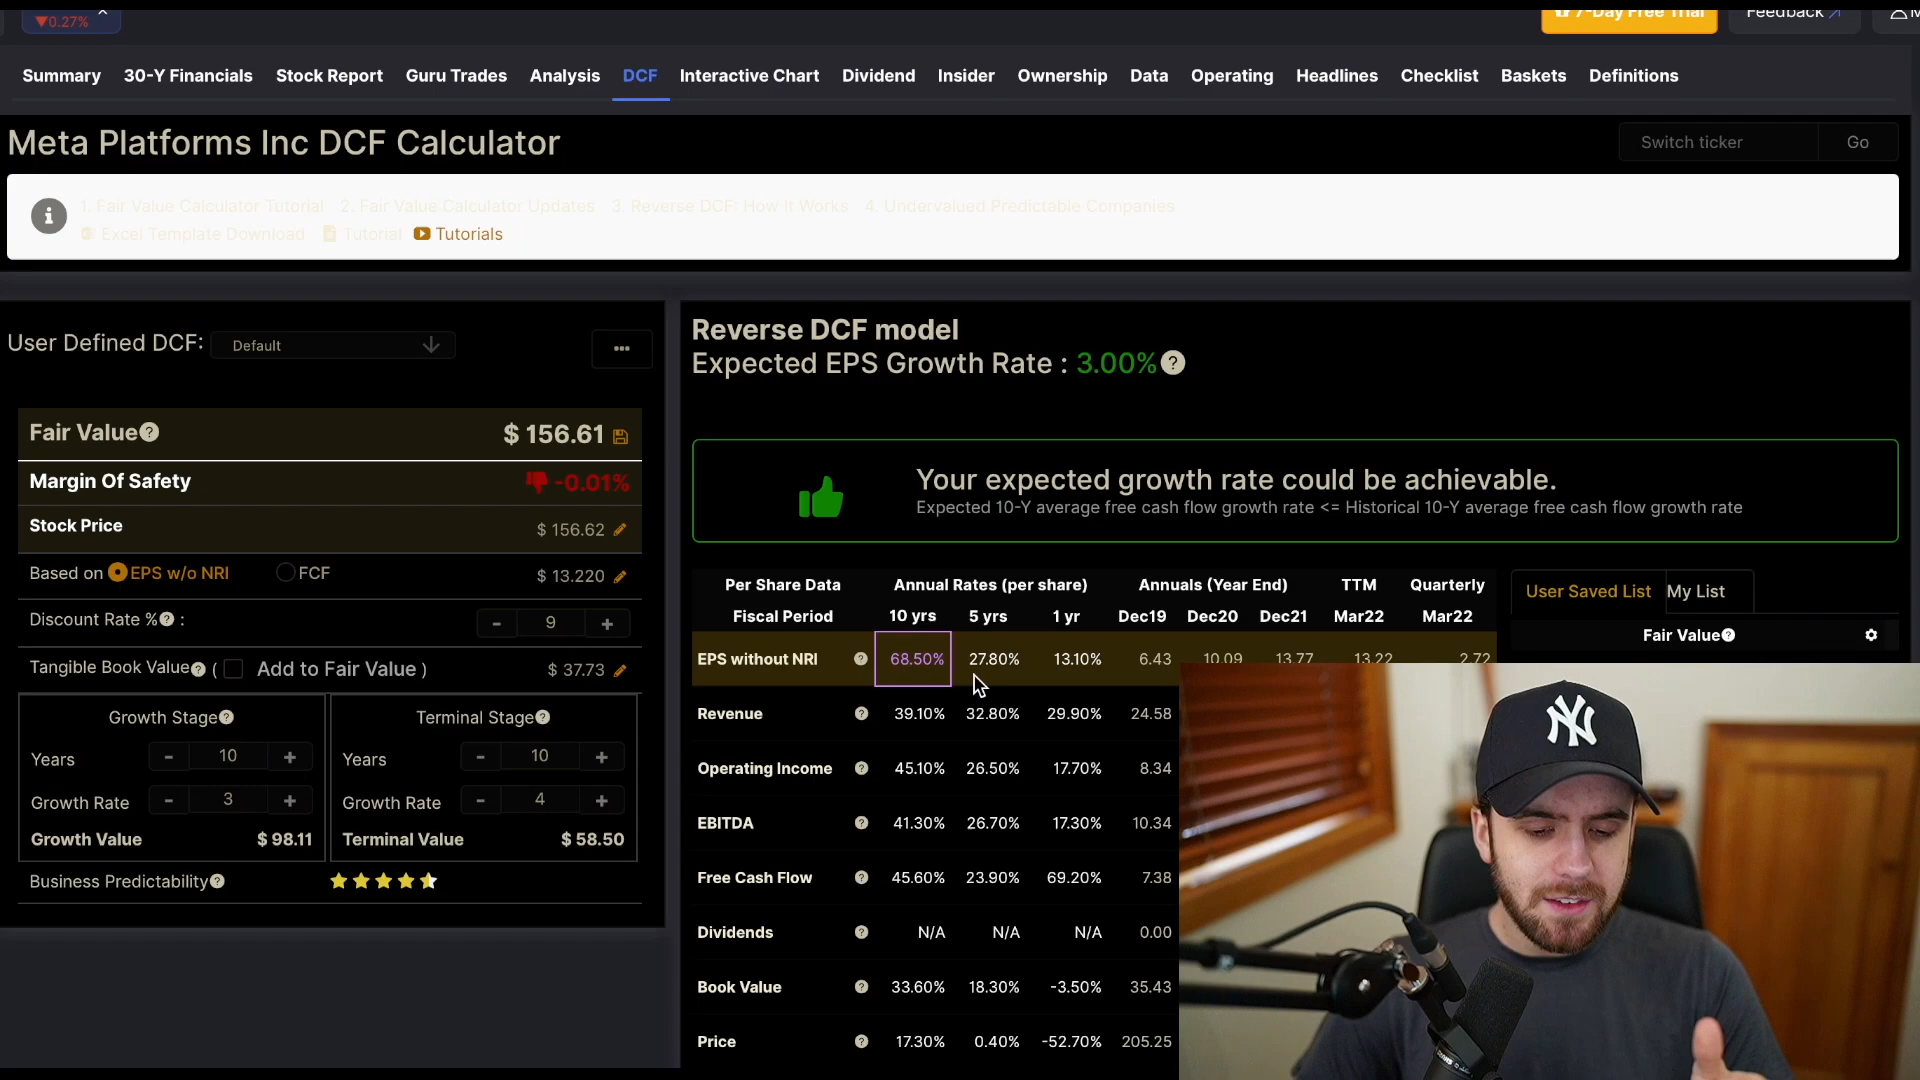 ▼0.27%
7-Day Free Trial
Feedback
Summary 30-Y Financials Stock Report Guru Trades Analysis DCF Interactive Chart Dividend Insider Ownership Data Operating Headlines Checklist Baskets Definitions
Meta Platforms Inc DCF Calculator
Switch ticker Go
1. Fair Value Calculator Tutorial 2. Fair Value Calculator Updates 3. Reverse DCF: How It Works 4. Undervalued Predictable Companies
Excel Template Download Tutorial Tutorials
User Defined DCF: Default
Fair Value $ 156.61
Margin Of Safety -0.01%
Stock Price $ 156.62
Based on EPS w/o NRI FCF $ 13.220
Discount Rate % : - 9 +
Tangible Book Value ( Add to Fair Value ) $ 37.73
Growth Stage Terminal Stage
Years - 10 + Years - 10 +
Growth Rate - 3 + Growth Rate - 4 +
Growth Value $ 98.11 Terminal Value $ 58.50
Business Predictability
Reverse DCF model
Expected EPS Growth Rate : 3.00%
Your expected growth rate could be achievable.
Expected 10-Y average free cash flow growth rate <= Historical 10-Y average free cash flow growth rate
Per Share Data Annual Rates (per share) Annuals (Year End) TTM Quarterly
Fiscal Period 10 yrs 5 yrs 1 yr Dec19 Dec20 Dec21 Mar22 Mar22
EPS without NRI 68.50% 27.80% 13.10% 6.43 10.09 13.77 13.22 2.72
Revenue 39.10% 32.80% 29.90% 24.58
Operating Income 45.10% 26.50% 17.70% 8.34
EBITDA 41.30% 26.70% 17.30% 10.34
Free Cash Flow 45.60% 23.90% 69.20% 7.38
Dividends N/A N/A N/A 0.00
Book Value 33.60% 18.30% -3.50% 35.43
Price 17.30% 0.40% -52.70% 205.25
User Saved List My List
Fair Value
NY